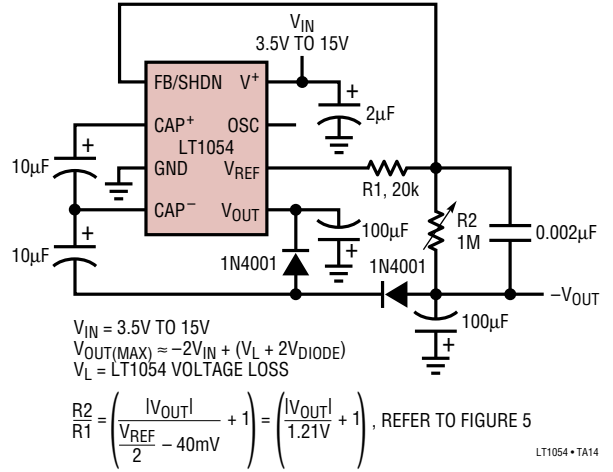 V_IN
3.5V TO 15V
FB/SHDN
V+
+
2µF
CAP+
OSC
LT1054
+
10µF
GND
V_REF
R1, 20k
CAP−
V_OUT
+
100µF
R2
1M
0.002µF
+
10µF
1N4001
1N4001
−V_OUT
100µF
+
V_IN = 3.5V TO 15V
V_OUT(MAX) ≈ −2V_IN + (V_L + 2V_DIODE)
V_L = LT1054 VOLTAGE LOSS
R2/R1 = (|V_OUT| / (V_REF/2 − 40mV) + 1) = (|V_OUT|/1.21V + 1), REFER TO FIGURE 5
LT1054 • TA14